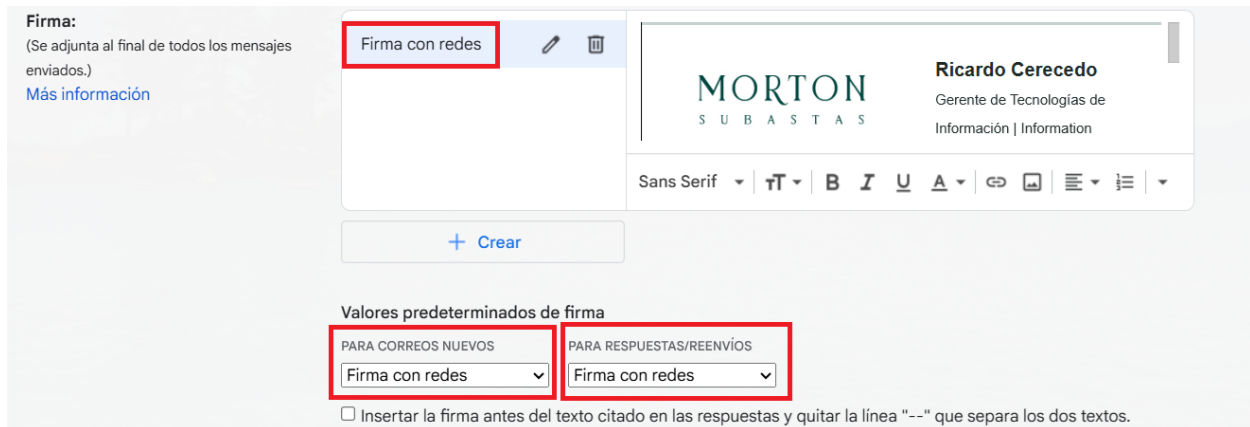 Firma:
(Se adjunta al final de todos los mensajes
enviados.)
Más información
Firma con redes
MORTON
SUBASTAS
Ricardo Cerecedo
Gerente de Tecnologías de
Información | Information
Sans Serif
Crear
Valores predeterminados de firma
PARA CORREOS NUEVOS
Firma con redes
PARA RESPUESTAS/REENVÍOS
Firma con redes
Insertar la firma antes del texto citado en las respuestas y quitar la línea "--" que separa los dos textos.